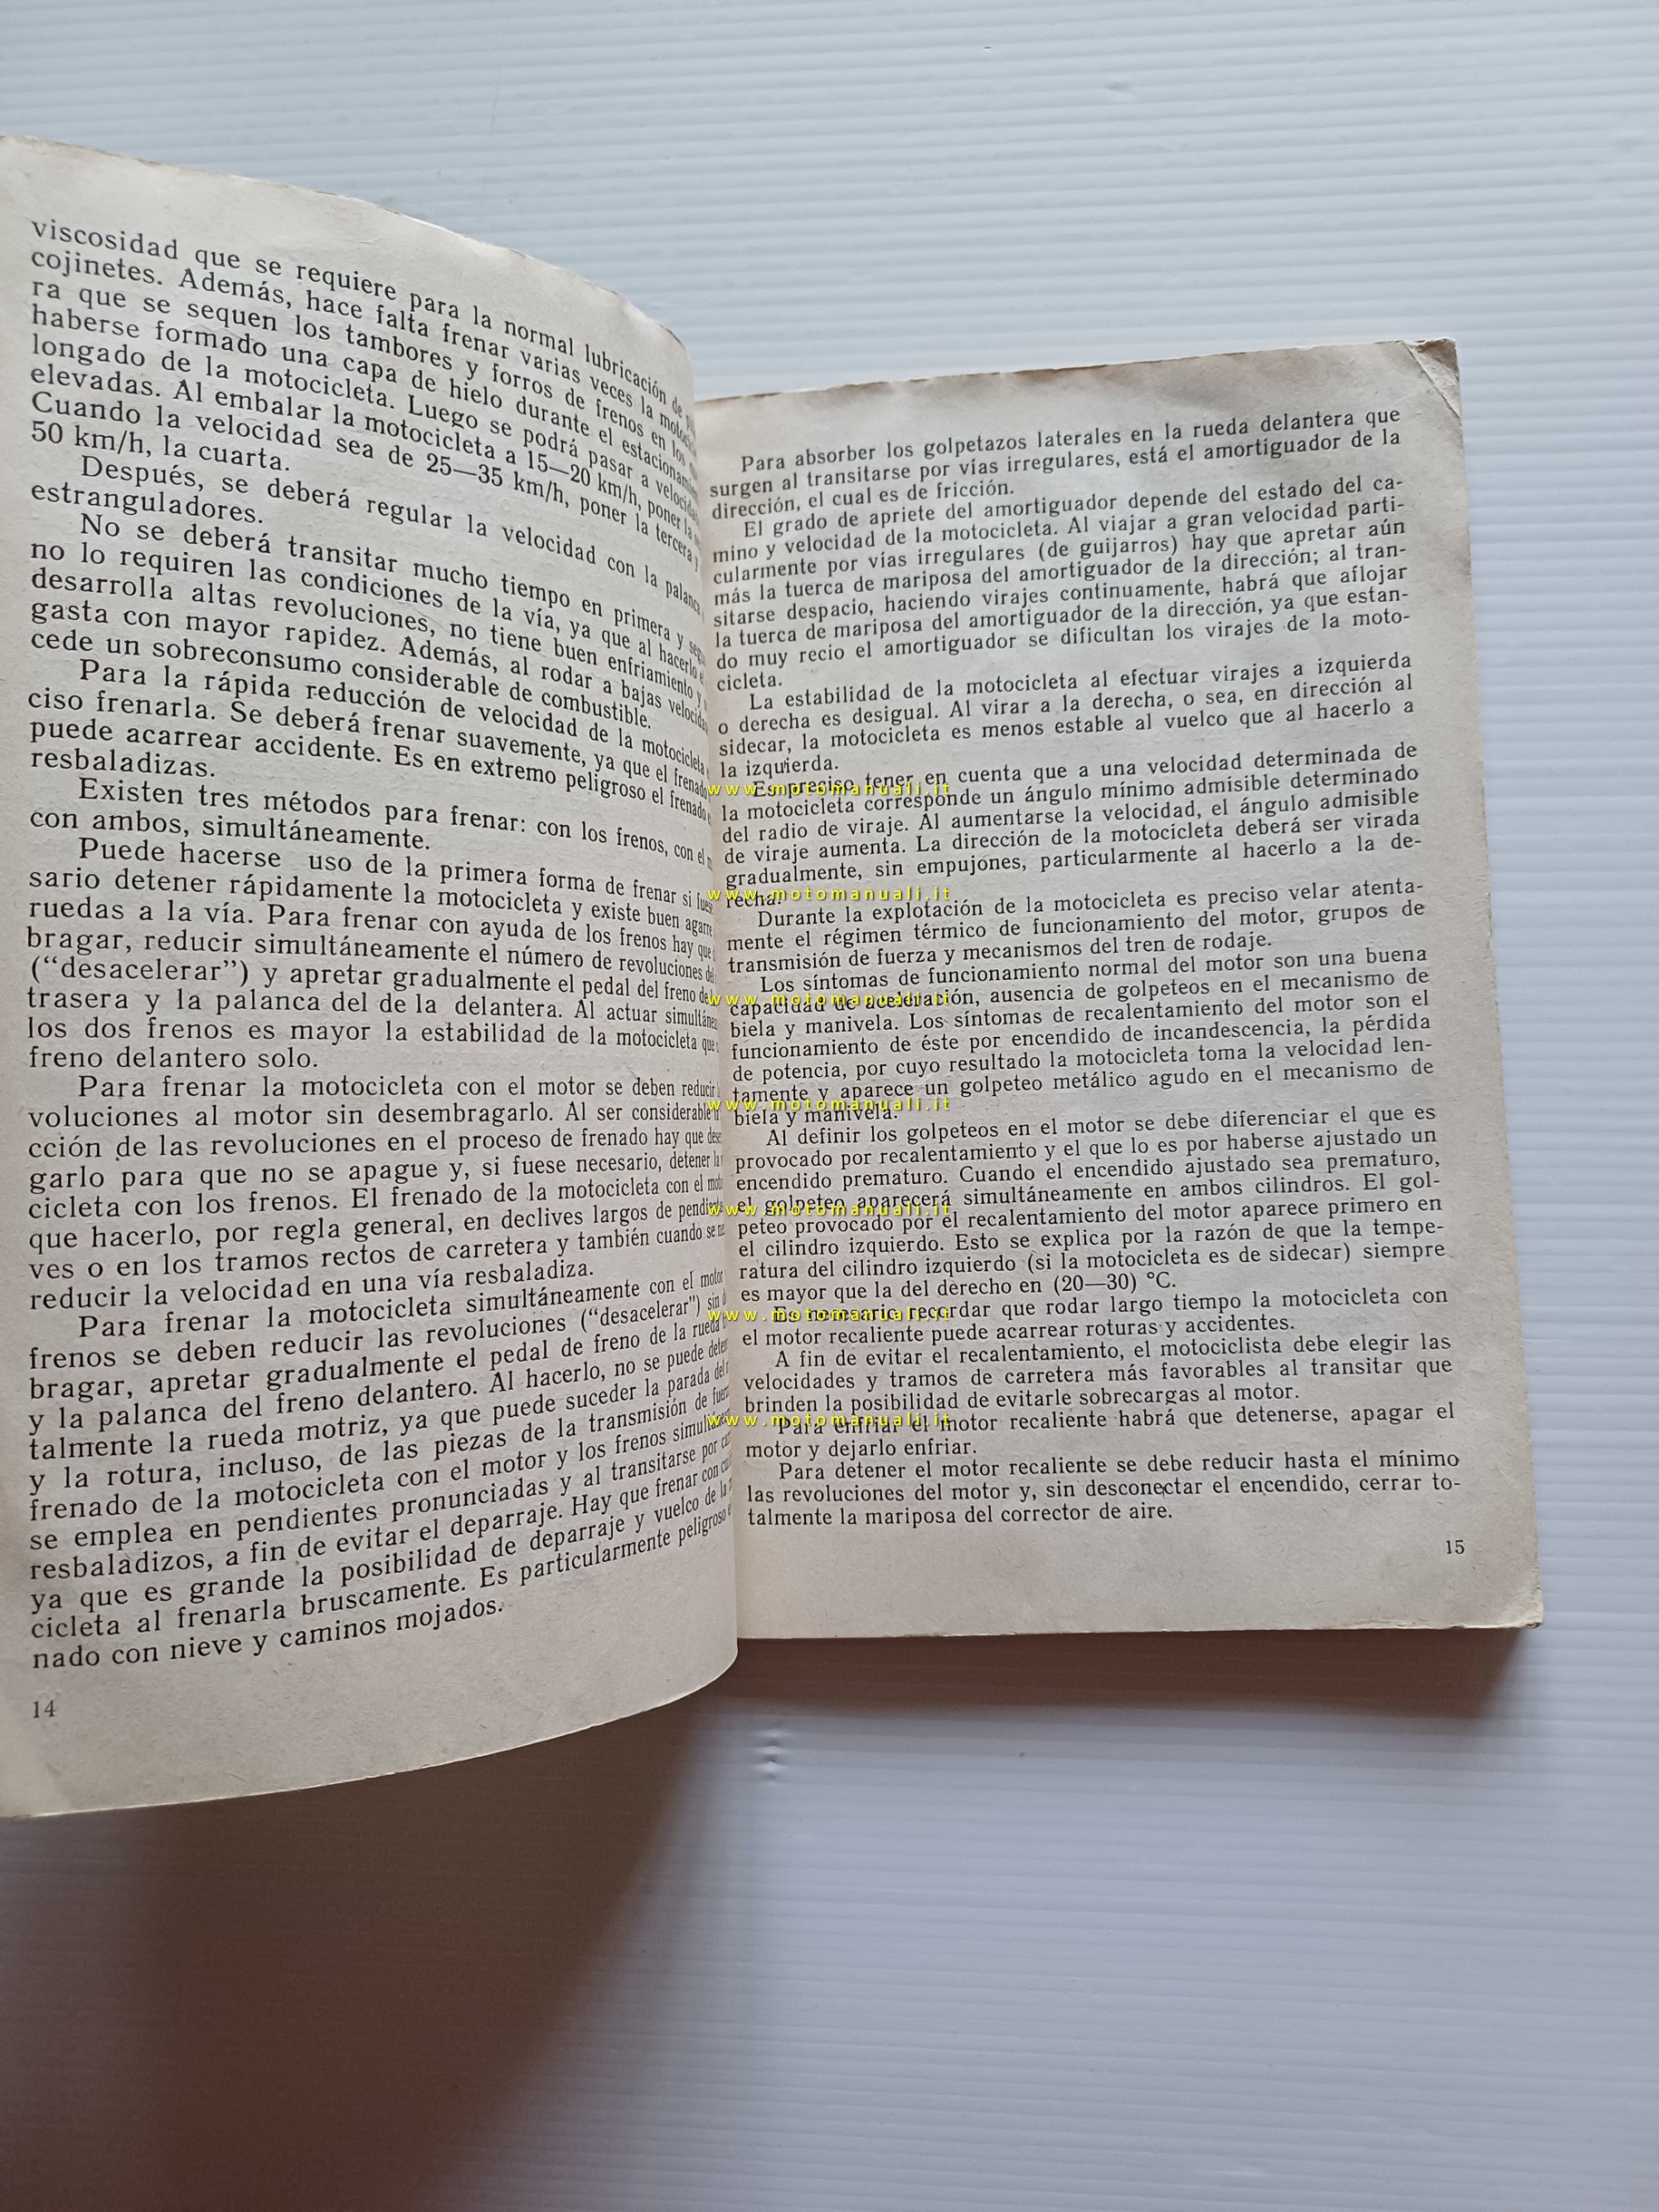 viscosidad que se requiere para la normal lubricación de
cojinetes. Además, hace falta frenar varias veces la
ra que se sequen los tambores y forros de frenos en los
haberse formado una capa de hielo durante el
longado de la motocicleta. Luego se podrá pasar a
elevadas. Al embalar la motocicleta a 15—20 km/h, poner la
Cuando la velocidad sea de 25—35 km/h, poner la tercera y
50 km/h, la cuarta.
Después, se deberá regular la velocidad con la palanca
estranguladores.
No se deberá transitar mucho tiempo en primera y
no lo requiren las condiciones de la vía, ya que al hacerlo
desarrolla altas revoluciones, no tiene buen enfriamiento y
gasta con mayor rapidez. Además, al rodar a bajas
cede un sobreconsumo considerable de combustible.
Para la rápida reducción de velocidad de la motocicleta
ciso frenarla. Se deberá frenar suavemente, ya que el frenado
puede acarrear accidente. Es en extremo peligroso el frenado
resbaladizas.
Existen tres métodos para frenar: con los frenos, con el
con ambos, simultáneamente.
Puede hacerse uso de la primera forma de frenar si
sario detener rápidamente la motocicleta y existe buen agarre
ruedas a la vía. Para frenar con ayuda de los frenos hay que
bragar, reducir simultáneamente el número de revoluciones
(“desacelerar”) y apretar gradualmente el pedal del freno
trasera y la palanca del de la delantera. Al actuar
los dos frenos es mayor la estabilidad de la motocicleta que
freno delantero solo.
Para frenar la motocicleta con el motor se deben reducir
voluciones al motor sin desembragarlo. Al ser considerable
cción de las revoluciones en el proceso de frenado hay que
garlo para que no se apague y, si fuese necesario, detener la
cicleta con los frenos. El frenado de la motocicleta con el
que hacerlo, por regla general, en declives largos de
ves o en los tramos rectos de carretera y también cuando se
reducir la velocidad en una vía resbaladiza.
Para frenar la motocicleta simultáneamente con el motor
frenos se deben reducir las revoluciones (“desacelerar”) sin
bragar, apretar gradualmente el pedal de freno de la rueda
y la palanca del freno delantero. Al hacerlo, no se puede
talmente la rueda motriz, ya que puede suceder la parada del
y la rotura, incluso, de las piezas de la transmisión de
frenado de la motocicleta con el motor y los frenos
se emplea en pendientes pronunciadas y al transitarse por
resbaladizos, a fin de evitar el deparraje. Hay que frenar con
ya que es grande la posibilidad de deparraje y vuelco de la
cicleta al frenarla bruscamente. Es particularmente peligroso
nado con nieve y caminos mojados.
14
Para absorber los golpetazos laterales en la rueda delantera que
surgen al transitarse por vías irregulares, está el amortiguador de la
dirección, el cual es de fricción.
El grado de apriete del amortiguador depende del estado del ca-
mino y velocidad de la motocicleta. Al viajar a gran velocidad parti-
cularmente por vías irregulares (de guijarros) hay que apretar aún
más la tuerca de mariposa del amortiguador de la dirección; al tran-
sitarse despacio, haciendo virajes continuamente, habrá que aflojar
la tuerca de mariposa del amortiguador de la dirección, ya que estan-
do muy recio el amortiguador se dificultan los virajes de la moto-
cicleta.
La estabilidad de la motocicleta al efectuar virajes a izquierda
o derecha es desigual. Al virar a la derecha, o sea, en dirección al
sidecar, la motocicleta es menos estable al vuelco que al hacerlo a
la izquierda.
Es preciso tener en cuenta que a una velocidad determinada de
www.motomanuali.it
la motocicleta corresponde un ángulo mínimo admisible determinado
del radio de viraje. Al aumentarse la velocidad, el ángulo admisible
de viraje aumenta. La dirección de la motocicleta deberá ser virada
gradualmente, sin empujones, particularmente al hacerlo a la de-
recha.
www.motomanuali.it
Durante la explotación de la motocicleta es preciso velar atenta-
mente el régimen térmico de funcionamiento del motor, grupos de
transmisión de fuerza y mecanismos del tren de rodaje.
Los síntomas de funcionamiento normal del motor son una buena
capacidad de aceleración, ausencia de golpeteos en el mecanismo de
www.motomanuali.it
biela y manivela. Los síntomas de recalentamiento del motor son el
funcionamiento de éste por encendido de incandescencia, la pérdida
de potencia, por cuyo resultado la motocicleta toma la velocidad len-
tamente y aparece un golpeteo metálico agudo en el mecanismo de
www.motomanuali.it
biela y manivela.
Al definir los golpeteos en el motor se debe diferenciar el que es
provocado por recalentamiento y el que lo es por haberse ajustado un
encendido prematuro. Cuando el encendido ajustado sea prematuro,
el golpeteo aparecerá simultáneamente en ambos cilindros. El gol-
www.motomanuali.it
peteo provocado por el recalentamiento del motor aparece primero en
el cilindro izquierdo. Esto se explica por la razón de que la tempe-
ratura del cilindro izquierdo (si la motocicleta es de sidecar) siempre
es mayor que la del derecho en (20—30) °C.
Es necesario recordar que rodar largo tiempo la motocicleta con
www.motomanuali.it
el motor recaliente puede acarrear roturas y accidentes.
A fin de evitar el recalentamiento, el motociclista debe elegir las
velocidades y tramos de carretera más favorables al transitar que
brinden la posibilidad de evitarle sobrecargas al motor.
Para enfriar el motor recaliente habrá que detenerse, apagar el
www.motomanuali.it
motor y dejarlo enfriar.
Para detener el motor recaliente se debe reducir hasta el mínimo
las revoluciones del motor y, sin desconectar el encendido, cerrar to-
talmente la mariposa del corrector de aire.
15